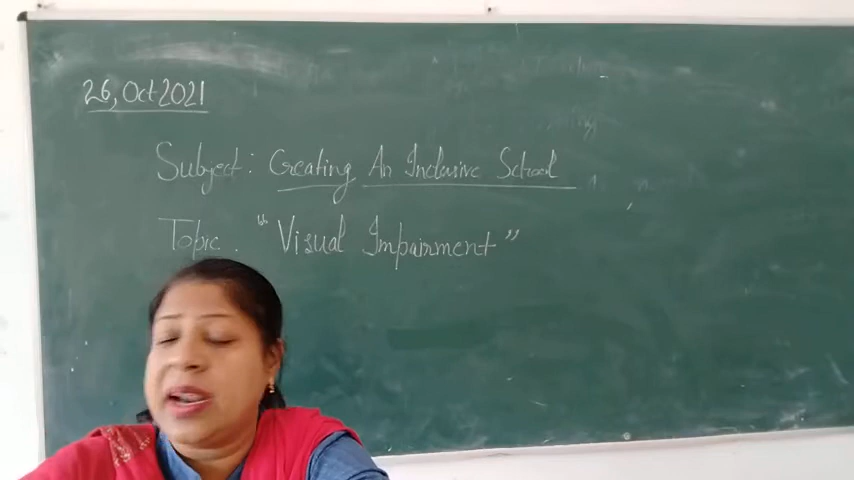 26, Oct 2021
Subject: Creating An Inclusive School
Topic. "Visual Impairment"